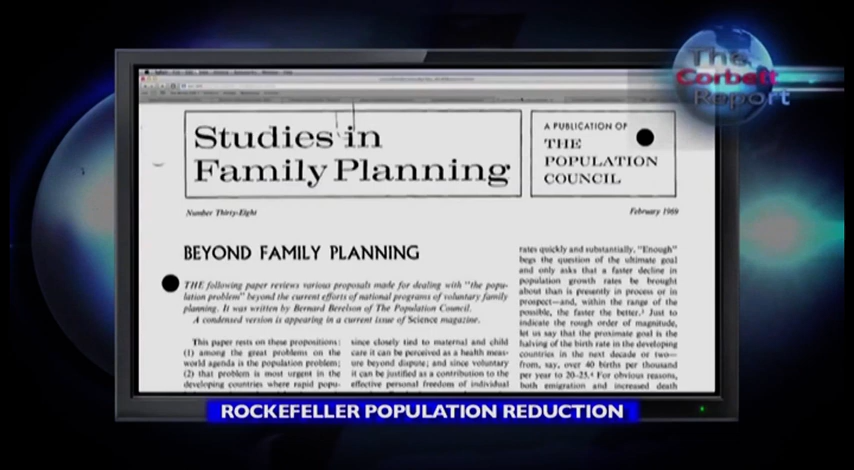 The
Corbett
Report
Studies in
Family Planning
A PUBLICATION OF
THE
POPULATION
COUNCIL
Number Thirty-Eight
February 1969
BEYOND FAMILY PLANNING
THE following paper reviews various proposals made for dealing with "the popu-
lation problem" beyond the current efforts of national programs of voluntary family
planning. It was written by Bernard Berelson of The Population Council.
A condensed version is appearing in a current issue of Science magazine.
This paper rests on these propositions:
(1) among the great problems on the
world agenda is the population problem;
(2) that problem is most urgent in the
developing countries where rapid popu-
since closely tied to maternal and child
care it can be perceived as a health meas-
ure beyond dispute; and since voluntary
it can be justified as a contribution to the
effective personal freedom of individual
rates quickly and substantially. "Enough"
begs the question of the ultimate goal
and only asks that a faster decline in
population growth rates be brought
about than is presently in process or in
prospect—and, within the range of the
possible, the faster the better. Just to
indicate the rough order of magnitude,
let us say that the proximate goal is the
halving of the birth rate in the developing
countries in the next decade or two—
from, say, over 40 births per thousand
per year to 20-25. For obvious reasons,
both emigration and increased death
ROCKEFELLER POPULATION REDUCTION